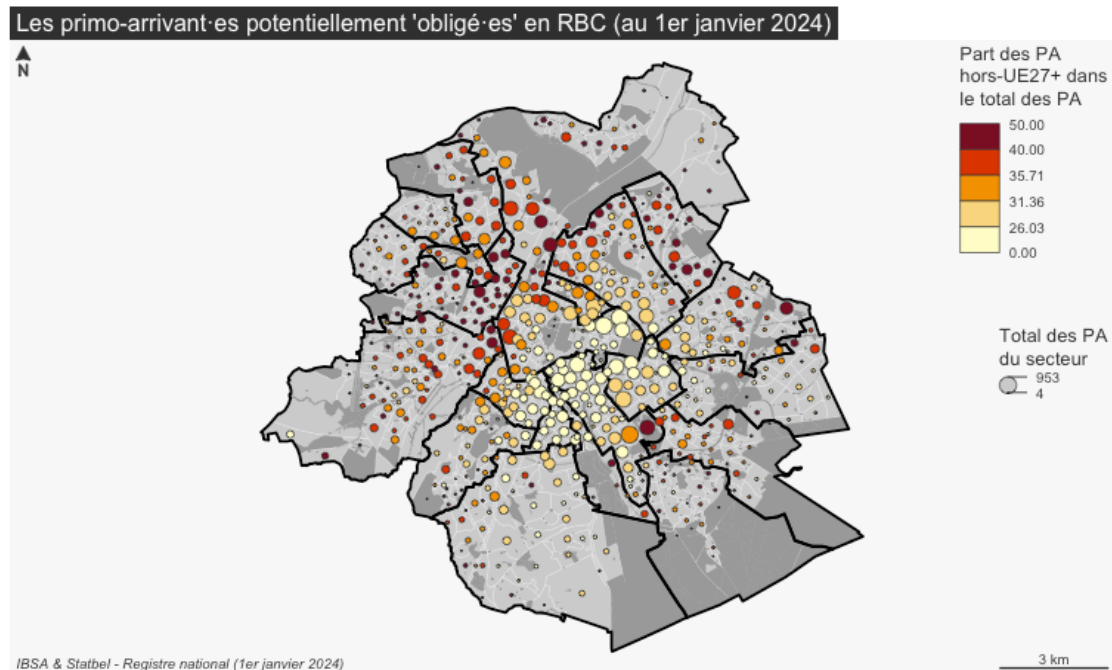 Les primo-arrivant·es potentiellement 'obligé·es' en RBC (au 1er janvier 2024)
N
Part des PA
hors-UE27+ dans
le total des PA
50.00
40.00
35.71
31.36
26.03
0.00
Total des PA
du secteur
953
4
IBSA & Statbel - Registre national (1er janvier 2024)
3 km